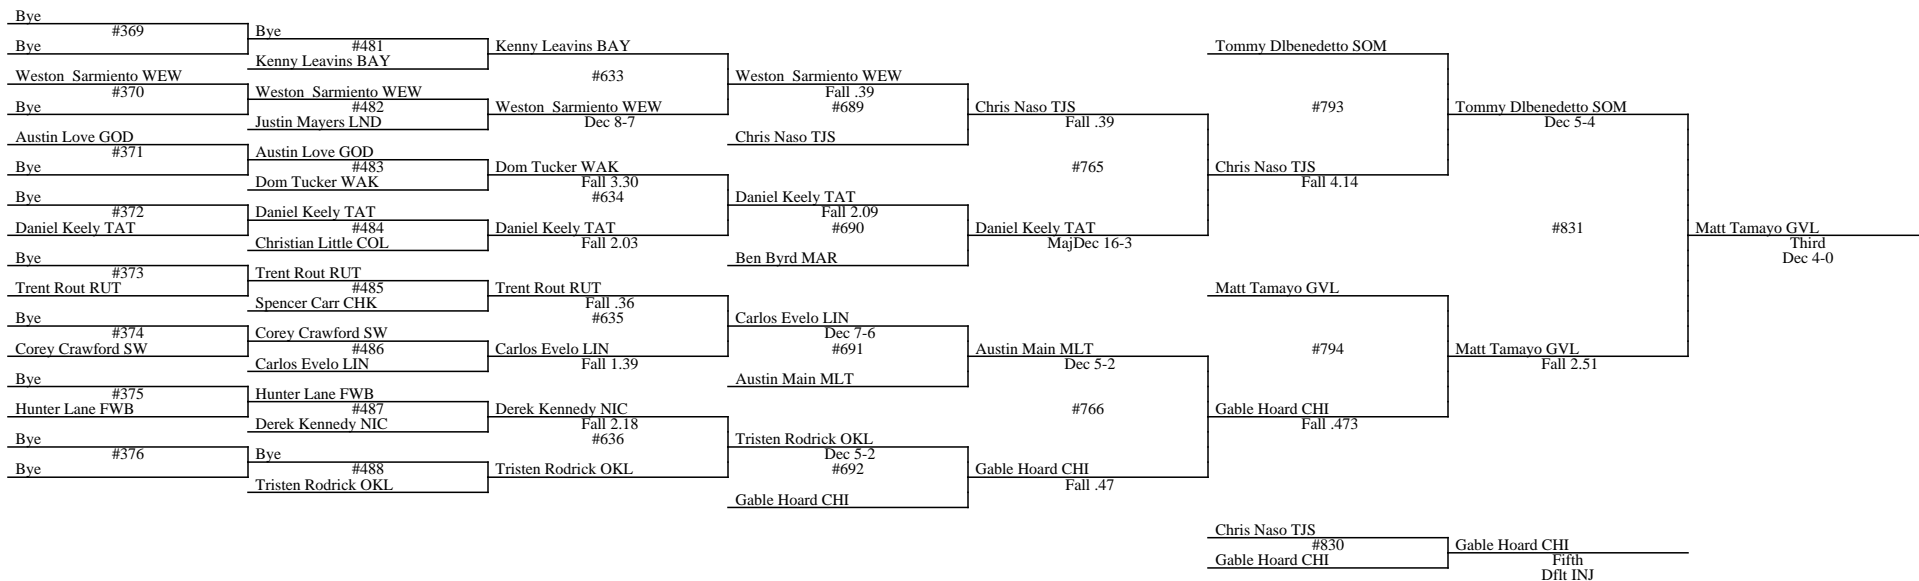 Bye
#369
Bye
Weston  Sarmiento WEW
#370
Bye
Austin Love GOD
#371
Bye
Bye
#372
Daniel Keely TAT
Bye
#373
Trent Rout RUT
Bye
#374
Corey Crawford SW
Bye
#375
Hunter Lane FWB
Bye
#376
Bye
Bye
#481
Kenny Leavins BAY
Weston  Sarmiento WEW
#482
Justin Mayers LND
Austin Love GOD
#483
Dom Tucker WAK
Daniel Keely TAT
#484
Christian Little COL
Trent Rout RUT
#485
Spencer Carr CHK
Corey Crawford SW
#486
Carlos Evelo LIN
Hunter Lane FWB
#487
Derek Kennedy NIC
Bye
#488
Tristen Rodrick OKL
Kenny Leavins BAY
#633
Weston  Sarmiento WEW
Dec 8-7
Dom Tucker WAK
Fall 3.30
#634
Daniel Keely TAT
Fall 2.03
Trent Rout RUT
Fall .36
#635
Carlos Evelo LIN
Fall 1.39
Derek Kennedy NIC
Fall 2.18
#636
Tristen Rodrick OKL
Weston  Sarmiento WEW
Fall .39
#689
Chris Naso TJS
Daniel Keely TAT
Fall 2.09
#690
Ben Byrd MAR
Carlos Evelo LIN
Dec 7-6
#691
Austin Main MLT
Tristen Rodrick OKL
Dec 5-2
#692
Gable Hoard CHI
Chris Naso TJS
Fall .39
#765
Daniel Keely TAT
MajDec 16-3
Austin Main MLT
Dec 5-2
#766
Gable Hoard CHI
Fall .47
Tommy Dlbenedetto SOM
#793
Chris Naso TJS
Fall 4.14
Matt Tamayo GVL
#794
Gable Hoard CHI
Fall .473
Tommy Dlbenedetto SOM
Dec 5-4
#831
Matt Tamayo GVL
Fall 2.51
Matt Tamayo GVL
Third
Dec 4-0
Chris Naso TJS
#830
Gable Hoard CHI
Gable Hoard CHI
Fifth
Dflt INJ